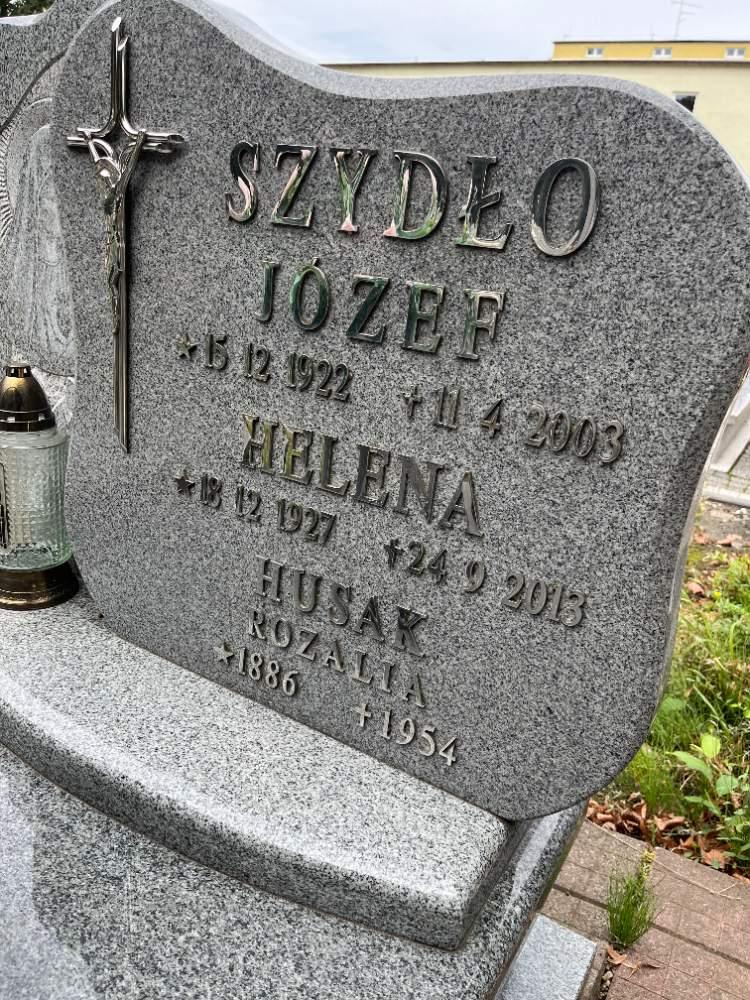 SZYDŁO
JÓZEF
★15 12 1922 ✝11 4 2003
HELENA
★18 12 1927 ✝24 9 2013
HUSAK
ROZALIA
★1886 ✝1954